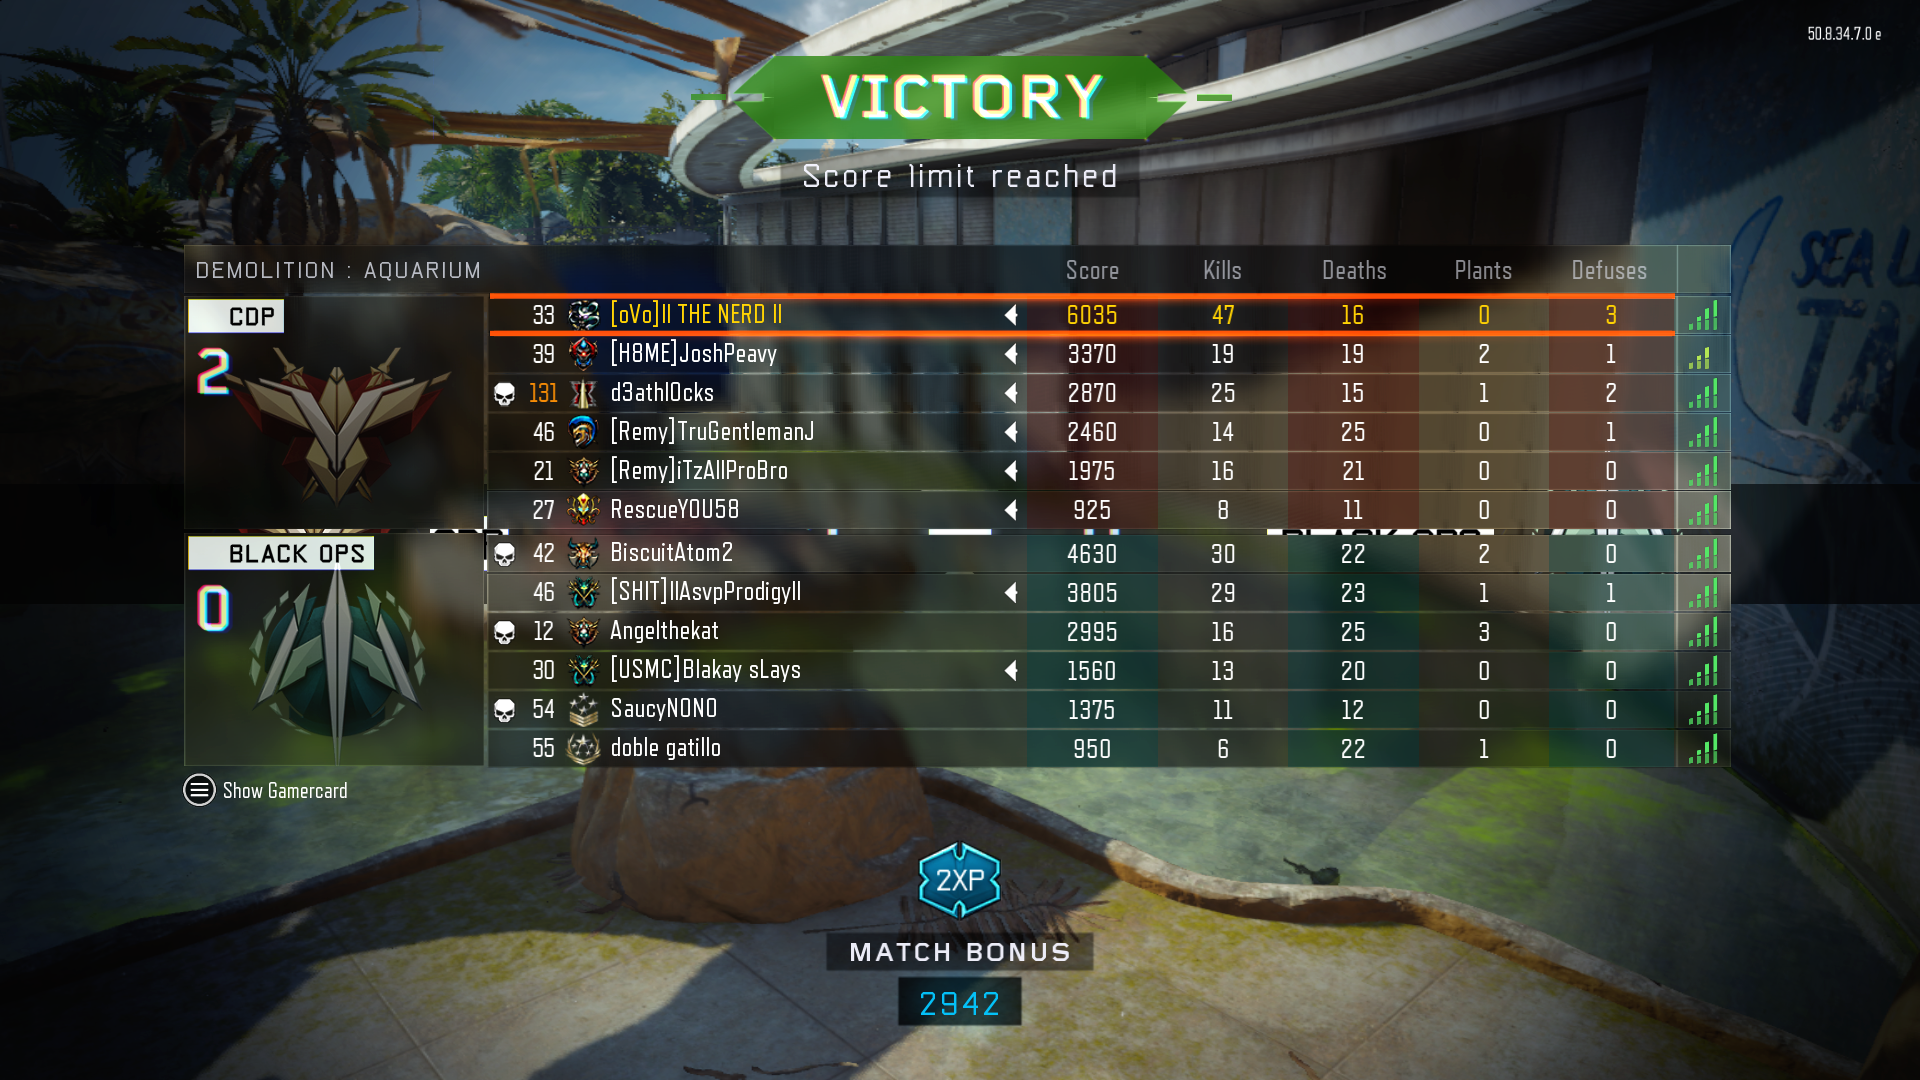 50.8.34.7.0 e
VICTORY
Score limit reached
DEMOLITION : AQUARIUM Score Kills Deaths Plants Defuses
CDP
2
33 [oVo]II THE NERD II 6035 47 16 0 3
39 [H8ME]JoshPeavy 3370 19 19 2 1
131 d3athl0cks 2870 25 15 1 2
46 [Remy]TruGentlemanJ 2460 14 25 0 1
21 [Remy]iTzAllProBro 1975 16 21 0 0
27 RescueYOU58 925 8 11 0 0
BLACK OPS
0
42 BiscuitAtom2 4630 30 22 2 0
46 [SHIT]IIAsvpProdigyII 3805 29 23 1 1
12 Angelthekat 2995 16 25 3 0
30 [USMC]Blakay sLays 1560 13 20 0 0
54 SaucyNONO 1375 11 12 0 0
55 doble gatillo 950 6 22 1 0
Show Gamercard
SEA
2XP
MATCH BONUS
2942